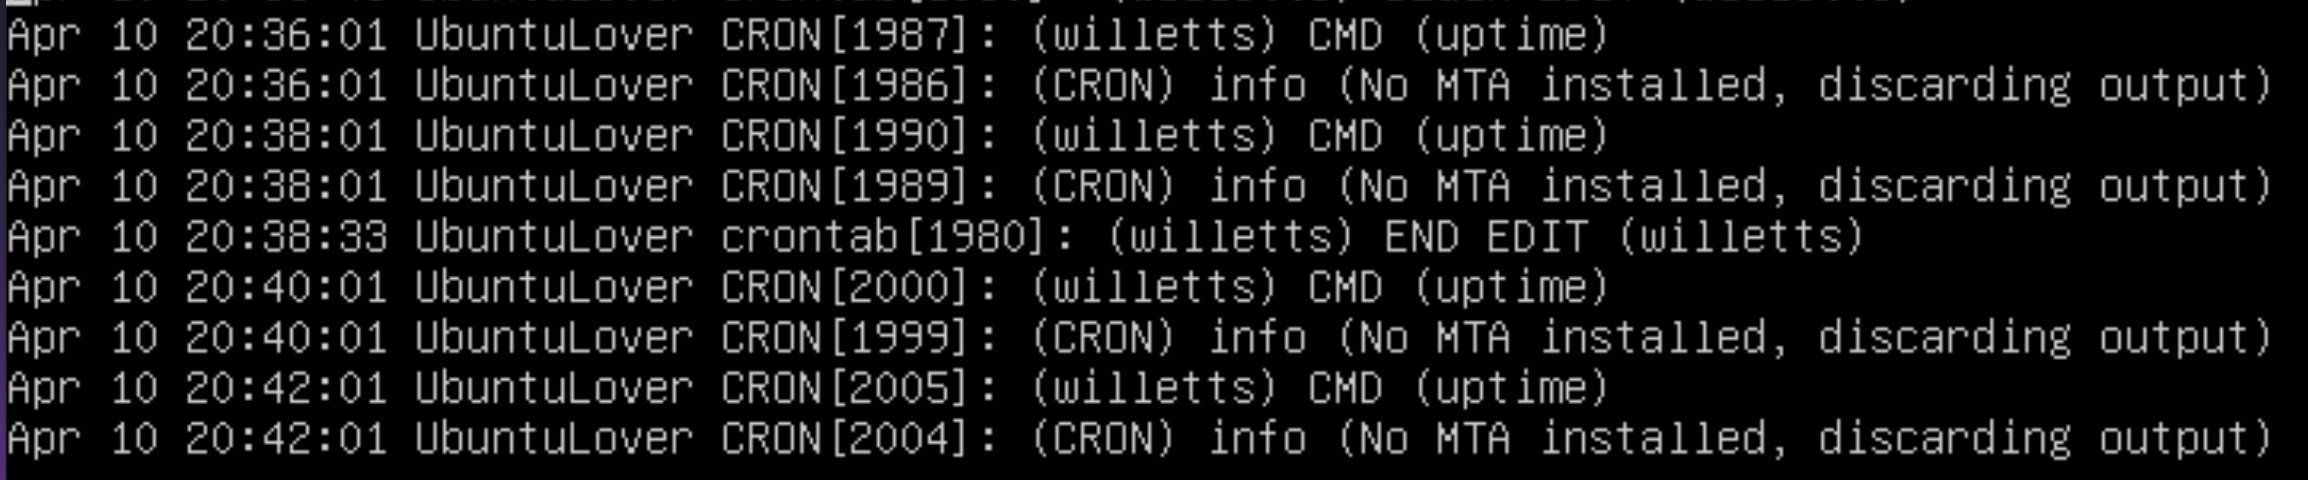 Apr 10 20:36:01 UbuntuLover CRON[1987]: (willetts) CMD (uptime)
Apr 10 20:36:01 UbuntuLover CRON[1986]: (CRON) info (No MTA installed, discarding output)
Apr 10 20:38:01 UbuntuLover CRON[1990]: (willetts) CMD (uptime)
Apr 10 20:38:01 UbuntuLover CRON[1989]: (CRON) info (No MTA installed, discarding output)
Apr 10 20:38:33 UbuntuLover crontab[1980]: (willetts) END EDIT (willetts)
Apr 10 20:40:01 UbuntuLover CRON[2000]: (willetts) CMD (uptime)
Apr 10 20:40:01 UbuntuLover CRON[1999]: (CRON) info (No MTA installed, discarding output)
Apr 10 20:42:01 UbuntuLover CRON[2005]: (willetts) CMD (uptime)
Apr 10 20:42:01 UbuntuLover CRON[2004]: (CRON) info (No MTA installed, discarding output)